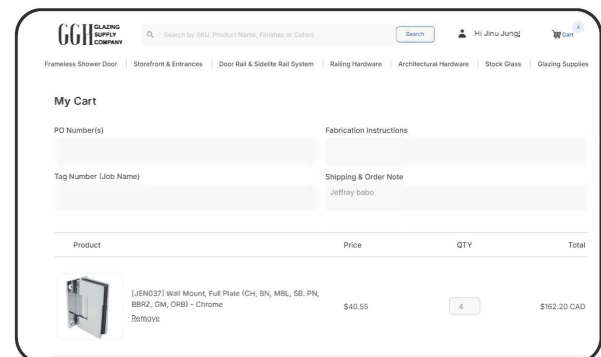 GGH GLAZING
SUPPLY
COMPANY
Search by SKU, Product Name, Finishes or Colors
Search
Hi Jinu Jung!
Cart
4
Frameless Shower Door | Storefront & Entrances | Door Rail & Sidelite Rail System | Railing Hardware | Architectural Hardware | Stock Glass | Glazing Supplies
My Cart
PO Number(s)
Fabrication Instructions
Tag Number (Job Name)
Shipping & Order Note
Jeffrey babo
Product Price QTY Total
[JEN037] Wall Mount, Full Plate (CH, BN, MBL, SB, PN,
BBRZ, GM, ORB) - Chrome
Remove
$40.55
4
$162.20 CAD